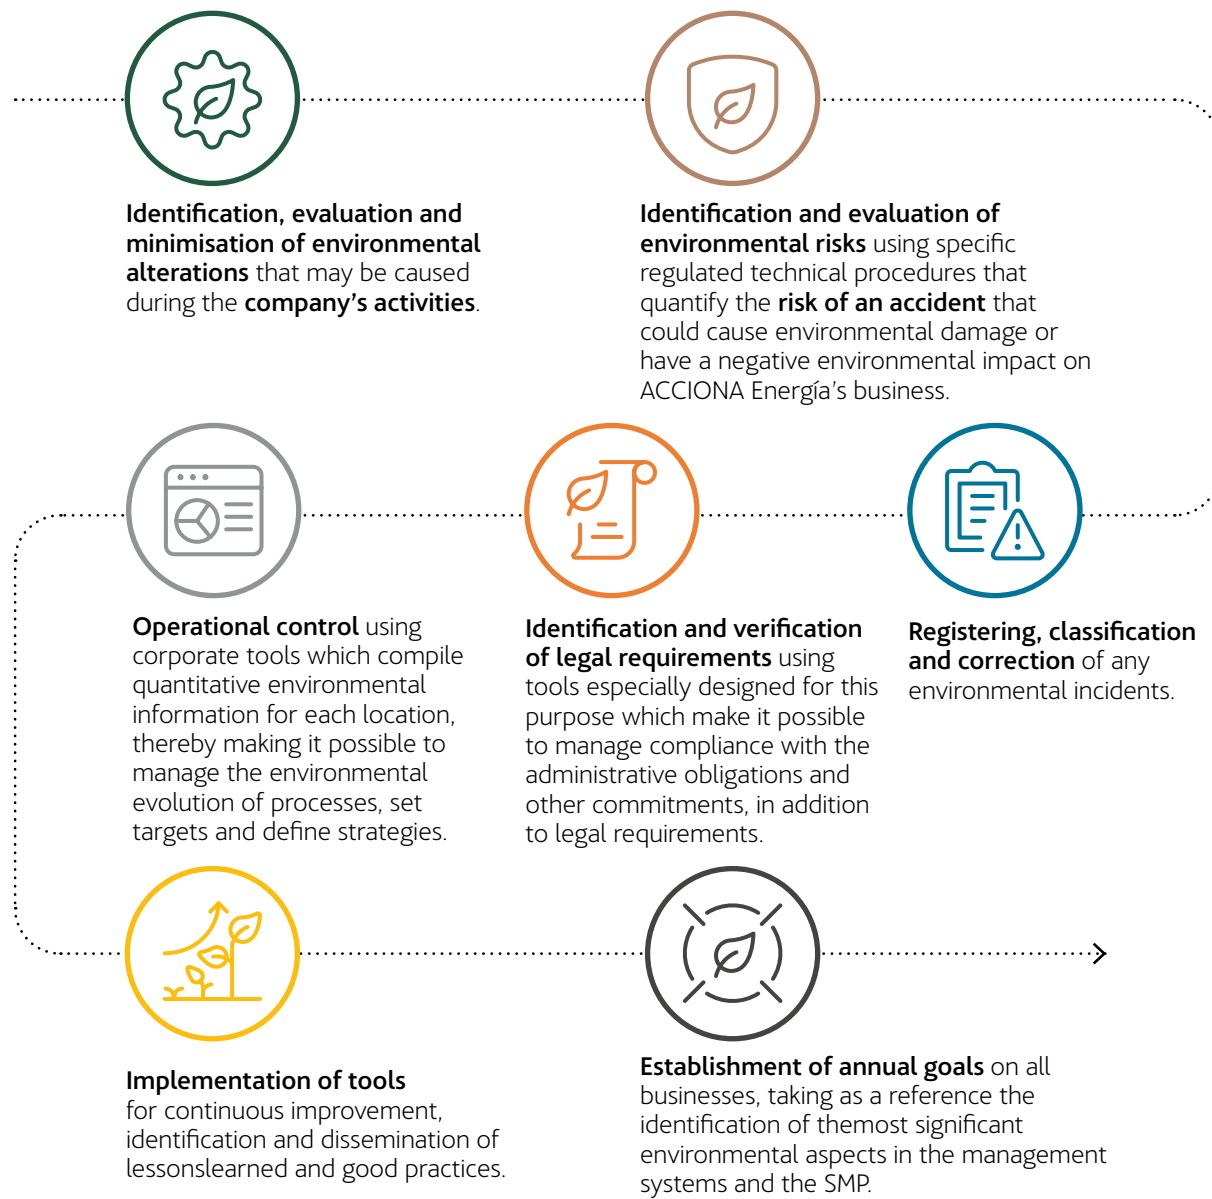 Identification, evaluation and
minimisation of environmental
alterations that may be caused
during the company’s activities.
Identification and evaluation of
environmental risks using specific
regulated technical procedures that
quantify the risk of an accident that
could cause environmental damage or
have a negative environmental impact on
ACCIONA Energía’s business.
Operational control using
corporate tools which compile
quantitative environmental
information for each location,
thereby making it possible to
manage the environmental
evolution of processes, set
targets and define strategies.
Identification and verification
of legal requirements using
tools especially designed for this
purpose which make it possible
to manage compliance with the
administrative obligations and
other commitments, in addition
to legal requirements.
Registering, classification
and correction of any
environmental incidents.
Implementation of tools
for continuous improvement,
identification and dissemination of
lessonslearned and good practices.
Establishment of annual goals on all
businesses, taking as a reference the
identification of themost significant
environmental aspects in the management
systems and the SMP.